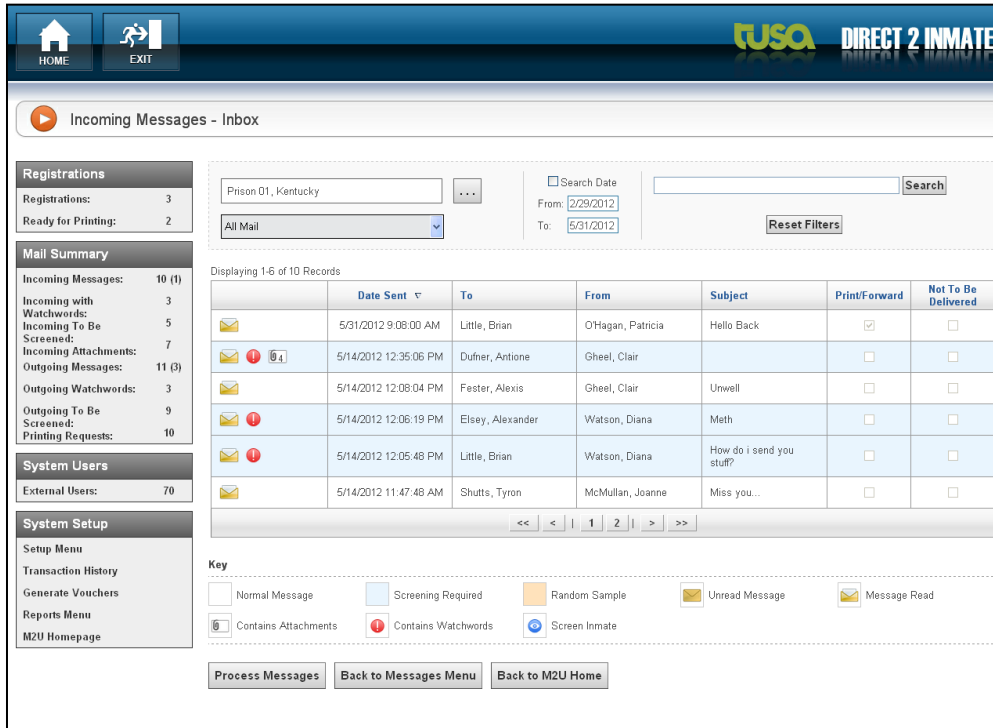 HOME
EXIT
tusa DIRECT 2 INMATE
Incoming Messages - Inbox
Registrations
Registrations: 3
Ready for Printing: 2
Mail Summary
Incoming Messages: 10 (1)
Incoming with Watchwords: 3
Incoming To Be Screened: 5
Incoming Attachments: 7
Outgoing Messages: 11 (3)
Outgoing Watchwords: 3
Outgoing To Be Screened: 9
Printing Requests: 10
System Users
External Users: 70
System Setup
Setup Menu
Transaction History
Generate Vouchers
Reports Menu
M2U Homepage
Prison 01, Kentucky ...
All Mail
Search Date
From: 2/29/2012
To: 5/31/2012
Search
Reset Filters
Displaying 1-6 of 10 Records
Date Sent To From Subject Print/Forward Not To Be Delivered
5/31/2012 9:08:00 AM Little, Brian O'Hagan, Patricia Hello Back
4 5/14/2012 12:35:06 PM Dufner, Antione Gheel, Clair
5/14/2012 12:08:04 PM Fester, Alexis Gheel, Clair Unwell
5/14/2012 12:06:19 PM Elsey, Alexander Watson, Diana Meth
5/14/2012 12:05:48 PM Little, Brian Watson, Diana How do i send you stuff?
5/14/2012 11:47:48 AM Shutts, Tyron McMullan, Joanne Miss you...
<< < | 1 2 | > >>
Key
Normal Message Screening Required Random Sample Unread Message Message Read
Contains Attachments Contains Watchwords Screen Inmate
Process Messages Back to Messages Menu Back to M2U Home